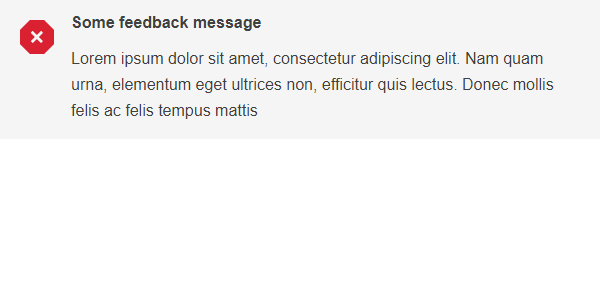 Some feedback message
Lorem ipsum dolor sit amet, consectetur adipiscing elit. Nam quam
urna, elementum eget ultrices non, efficitur quis lectus. Donec mollis
felis ac felis tempus mattis